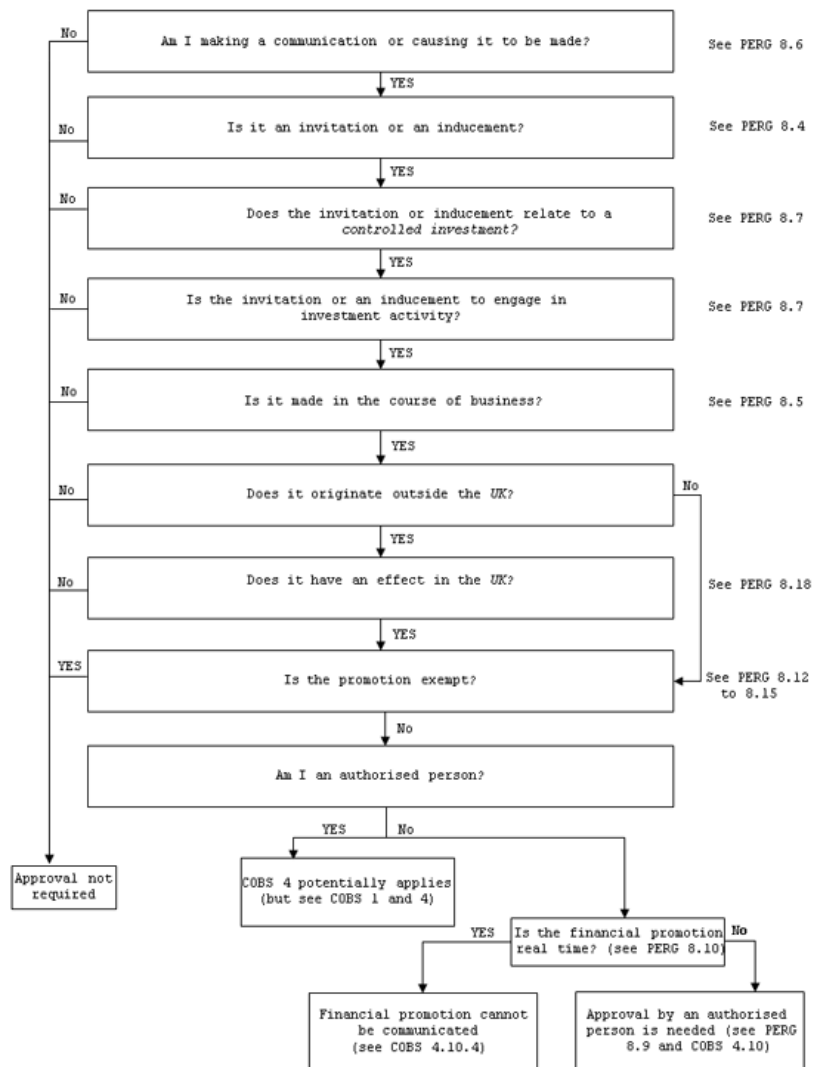 No
Am I making a communication or causing it to be made?
See PERG 8.6
YES
No
Is it an invitation or an inducement?
See PERG 8.4
YES
No
Does the invitation or inducement relate to a
controlled investment?
See PERG 8.7
YES
No
Is the invitation or an inducement to engage in
investment activity?
See PERG 8.7
YES
No
Is it made in the course of business?
See PERG 8.5
YES
No
Does it originate outside the UK?
No
YES
No
Does it have an effect in the UK?
See PERG 8.18
YES
YES
Is the promotion exempt?
See PERG 8.12
to 8.15
No
Am I an authorised person?
YES
No
Approval not
required
COBS 4 potentially applies
(but see COBS 1 and 4)
YES
Is the financial promotion
real time? (see PERG 8.10)
No
Financial promotion cannot
be communicated
(see COBS 4.10.4)
Approval by an authorised
person is needed (see PERG
8.9 and COBS 4.10)